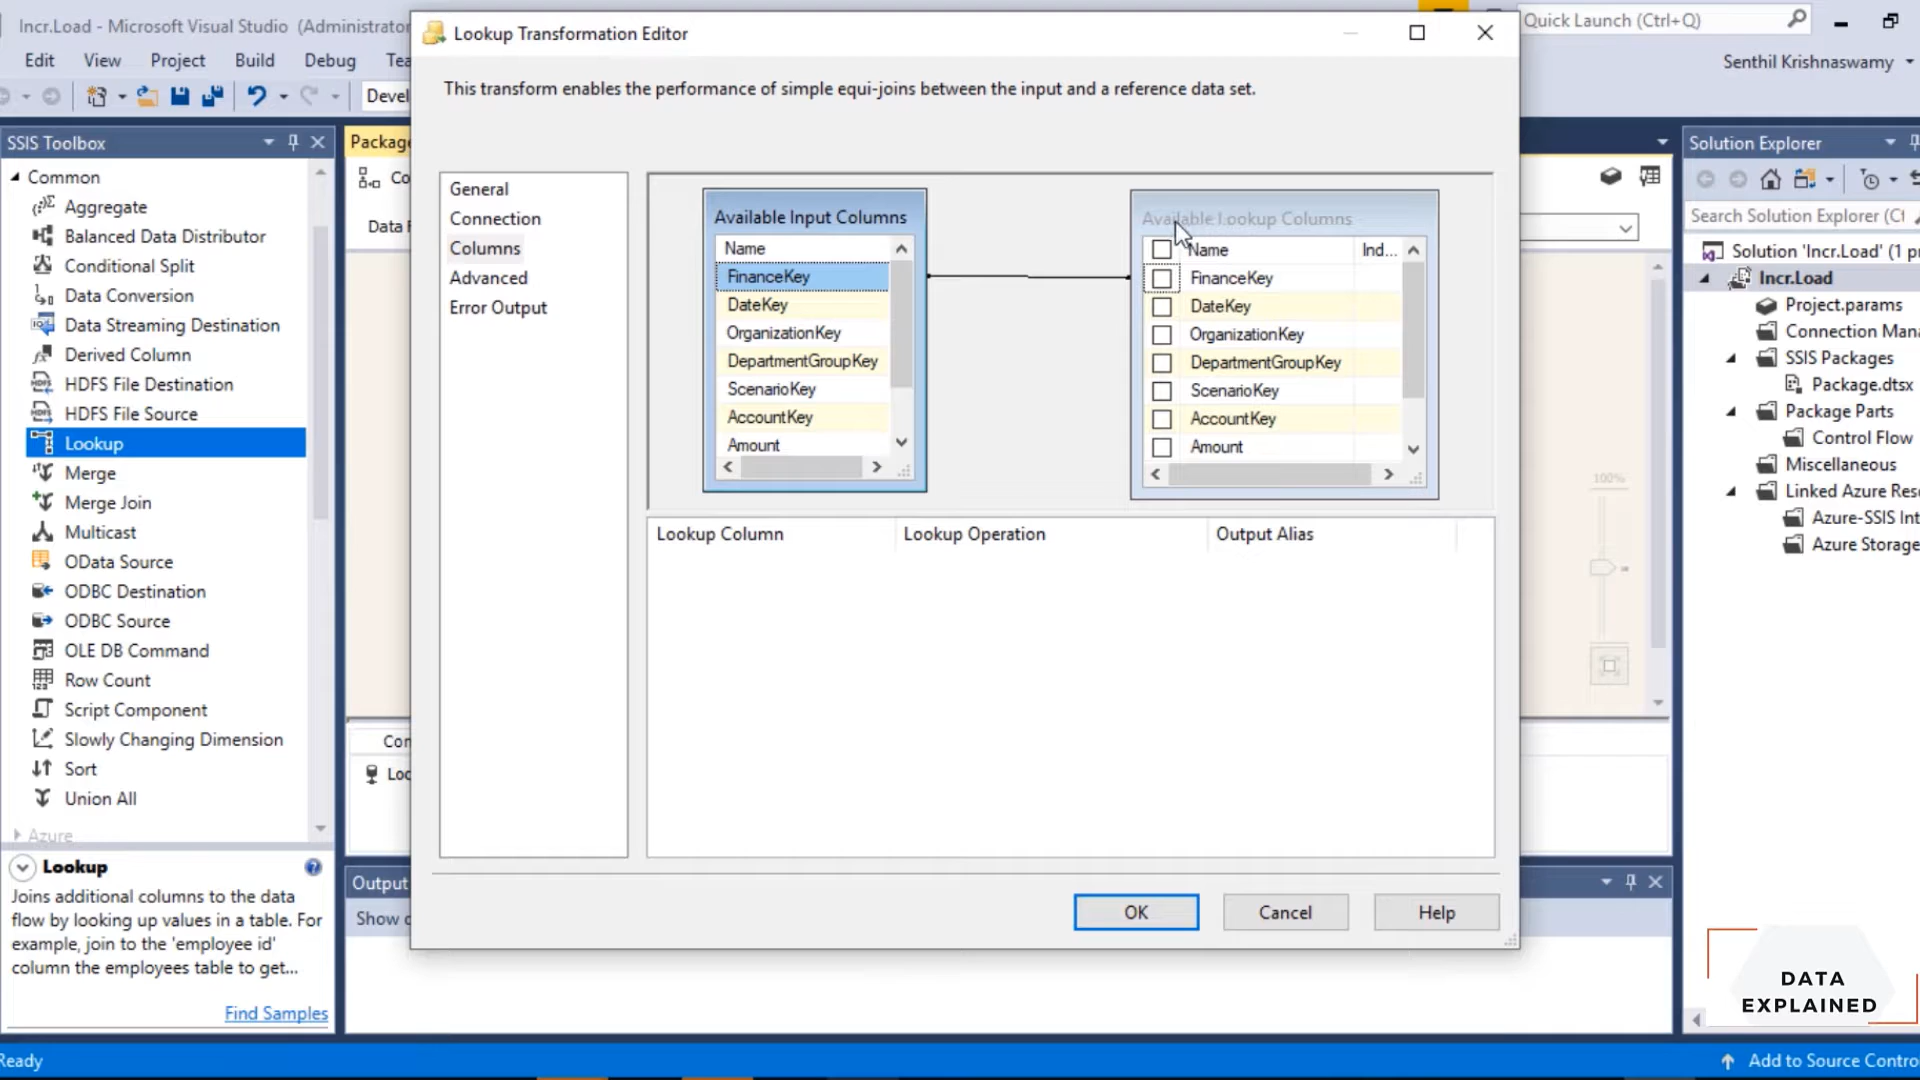 Incr.Load - Microsoft Visual Studio (Administrator
Quick Launch (Ctrl+Q)
Edit View Project Build Debug
Senthil Krishnaswamy
Lookup Transformation Editor
This transform enables the performance of simple equi-joins between the input and a reference data set.
SSIS Toolbox
Common
Aggregate
Balanced Data Distributor
Conditional Split
Data Conversion
Data Streaming Destination
Derived Column
HDFS File Destination
HDFS File Source
Lookup
Merge
Merge Join
Multicast
OData Source
ODBC Destination
ODBC Source
OLE DB Command
Row Count
Script Component
Slowly Changing Dimension
Sort
Union All
Azure
Lookup
Joins additional columns to the data
flow by looking up values in a table. For
example, join to the 'employee id'
column the employees table to get...
Find Samples
Ready
Packag
Co
Data F
Con
Loo
Output
Show o
General
Connection
Columns
Advanced
Error Output
Available Input Columns
Name
FinanceKey
DateKey
OrganizationKey
DepartmentGroupKey
ScenarioKey
AccountKey
Amount
Available Lookup Columns
Name Ind...
FinanceKey
DateKey
OrganizationKey
DepartmentGroupKey
ScenarioKey
AccountKey
Amount
Lookup Column Lookup Operation Output Alias
OK Cancel Help
100%
Solution Explorer
Search Solution Explorer (Ct
Solution 'Incr.Load' (1 p
Incr.Load
Project.params
Connection Mana
SSIS Packages
Package.dtsx
Package Parts
Control Flow
Miscellaneous
Linked Azure Res
Azure-SSIS Int
Azure Storage
DATA
EXPLAINED
Add to Source Contro